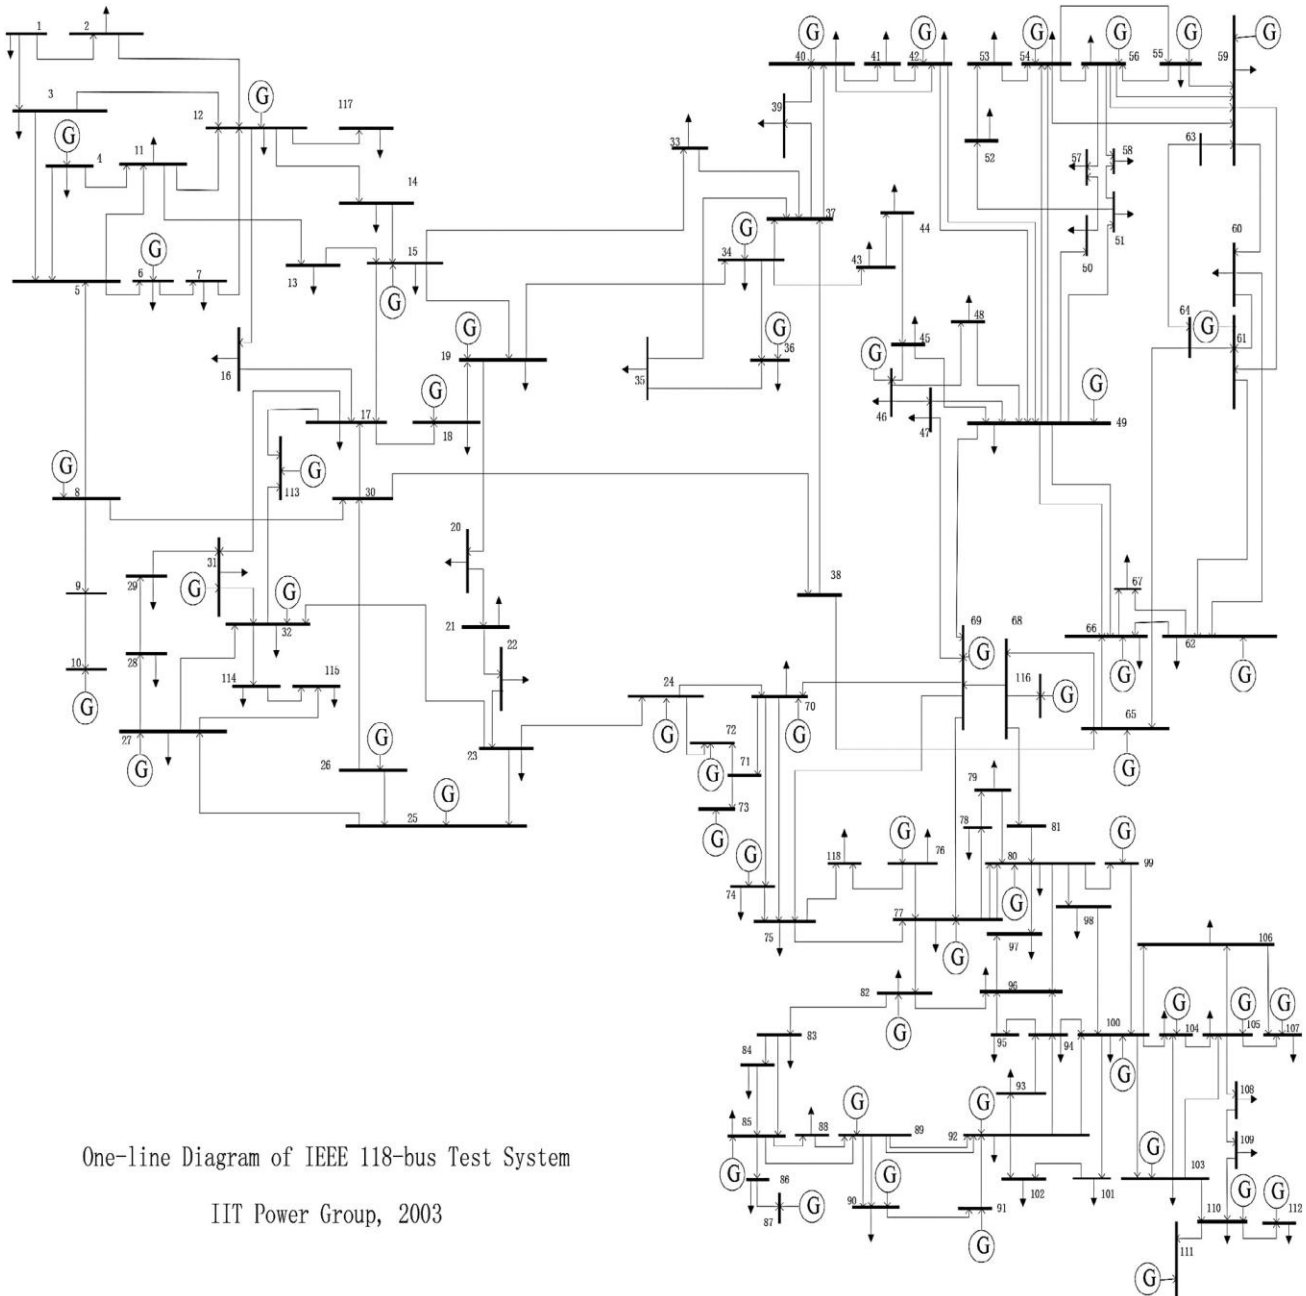 G G G G G
1 2 40 41 42 53 54 56 55 59
3 G
12 117
39
63
G
4 11
33
52
57 58
14
37
G
34
44
60
50 51
5 6 7
G
13 15
G
43
64
G 61
G
19
G
36
48
45
G
16
35
46 47
G
49
G
17 18
G
8
G
113
30
20
31
G
9
29
G
32
38
67
21
69 68
66 62
G
G G
10
G
28
22
114 115
24
G
70
G
116
G
65
G
27
G
23
72
G
71
26
G
25
G
73
G
79
78 81
118
G
76
80
G
G
99
G
74
75
77
G
97
98
106
82
G
96
G G G
83
95 94
100
G
104 105 107
84
93
108
85
G
88
G
89
G
92
109
One-line Diagram of IEEE 118-bus Test System
86
G
87
G
90
G
91
102 101
G
103
G G
110 112
IIT Power Group, 2003
G
111